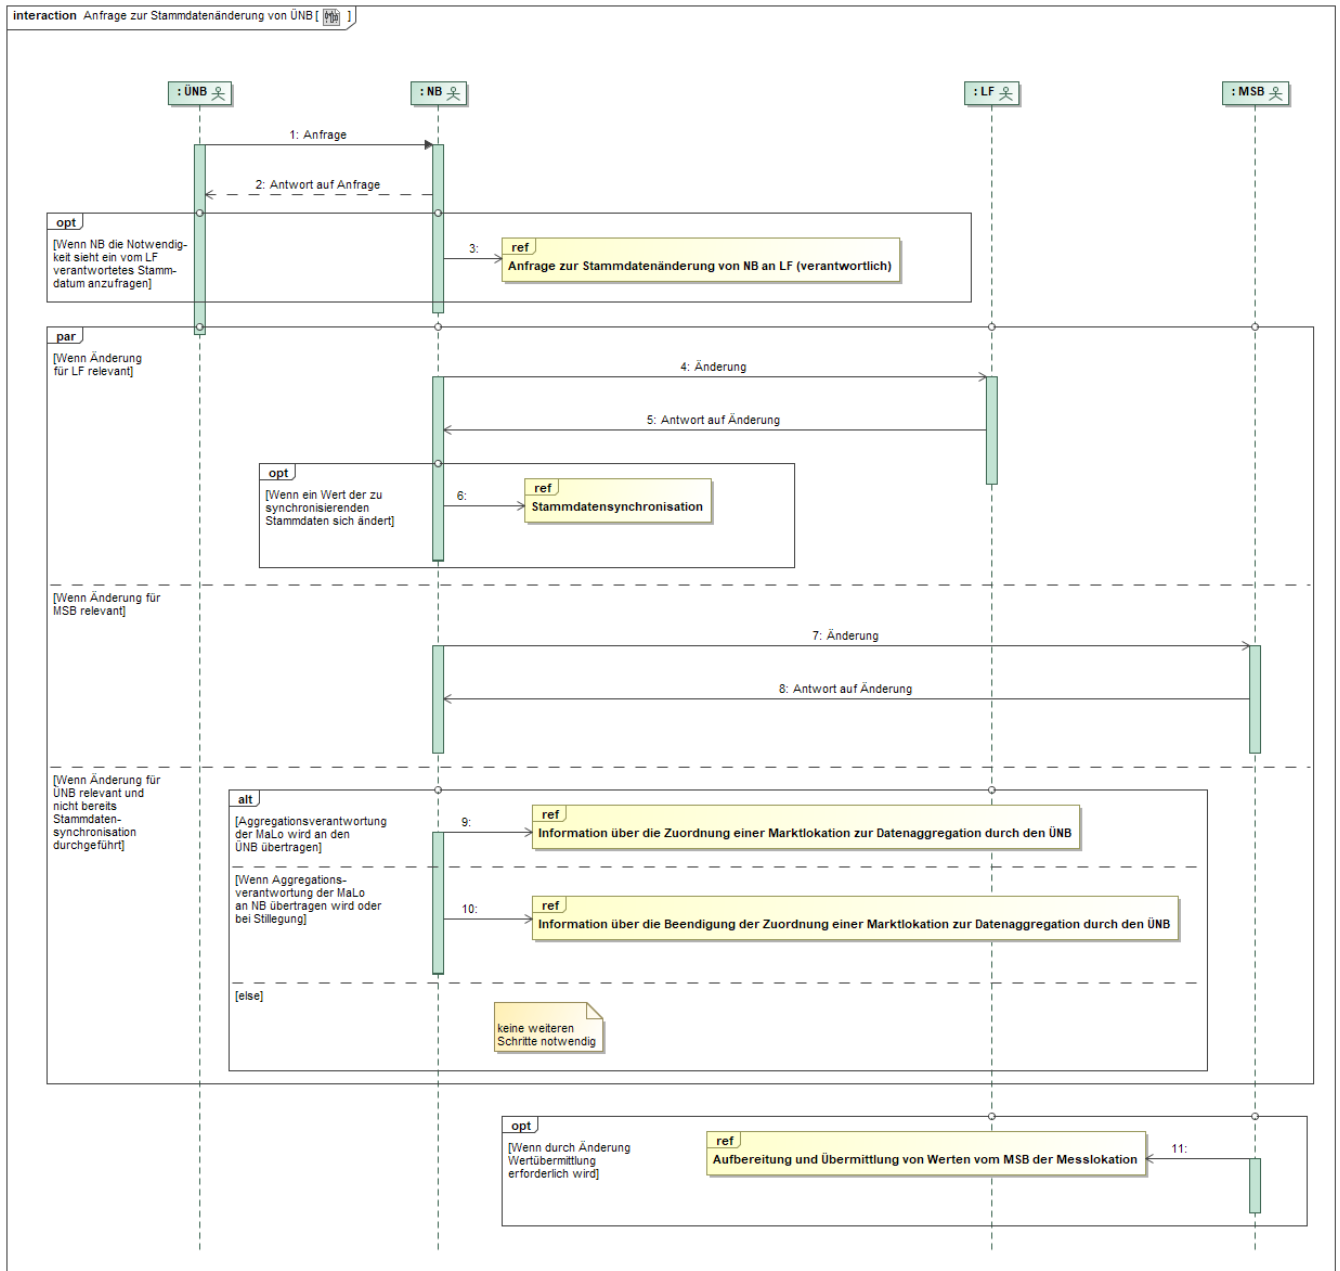 interaction Anfrage zur Stammdatenänderung von ÜNB [ ]
: ÜNB
: NB
: LF
: MSB
1: Anfrage
2: Antwort auf Anfrage
opt
[Wenn NB die Notwendig-
keit sieht ein vom LF
verantwortetes Stamm-
datum anzufragen]
3:
ref
Anfrage zur Stammdatenänderung von NB an LF (verantwortlich)
par
[Wenn Änderung
für LF relevant]
4: Änderung
5: Antwort auf Änderung
opt
[Wenn ein Wert der zu
synchronisierenden
Stammdaten sich ändert]
6:
ref
Stammdatensynchronisation
[Wenn Änderung für
MSB relevant]
7: Änderung
8: Antwort auf Änderung
[Wenn Änderung für
ÜNB relevant und
nicht bereits
Stammdaten-
synchronisation
durchgeführt]
alt
[Aggregationsverantwortung
der MaLo wird an den
ÜNB übertragen]
9:
ref
Information über die Zuordnung einer Marktlokation zur Datenaggregation durch den ÜNB
[Wenn Aggregations-
verantwortung der MaLo
an NB übertragen wird oder
bei Stillegung]
10:
ref
Information über die Beendigung der Zuordnung einer Marktlokation zur Datenaggregation durch den ÜNB
[else]
keine weiteren
Schritte notwendig
opt
[Wenn durch Änderung
Wertübermittlung
erforderlich wird]
ref
Aufbereitung und Übermittlung von Werten vom MSB der Messlokation
11: